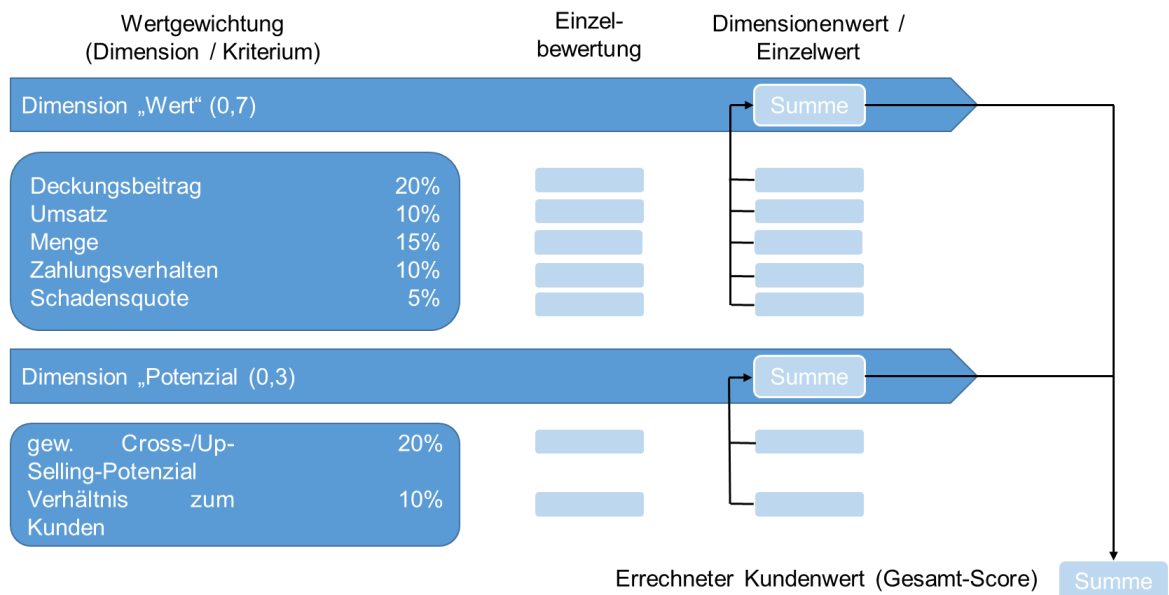 Wertgewichtung
(Dimension / Kriterium)
Einzel-
bewertung
Dimensionenwert /
Einzelwert
Dimension „Wert“ (0,7)
Summe
Deckungsbeitrag 20%
Umsatz 10%
Menge 15%
Zahlungsverhalten 10%
Schadensquote 5%
Dimension „Potenzial (0,3)
Summe
gew. Cross-/Up- 20%
Selling-Potenzial
Verhältnis zum 10%
Kunden
Errechneter Kundenwert (Gesamt-Score) Summe